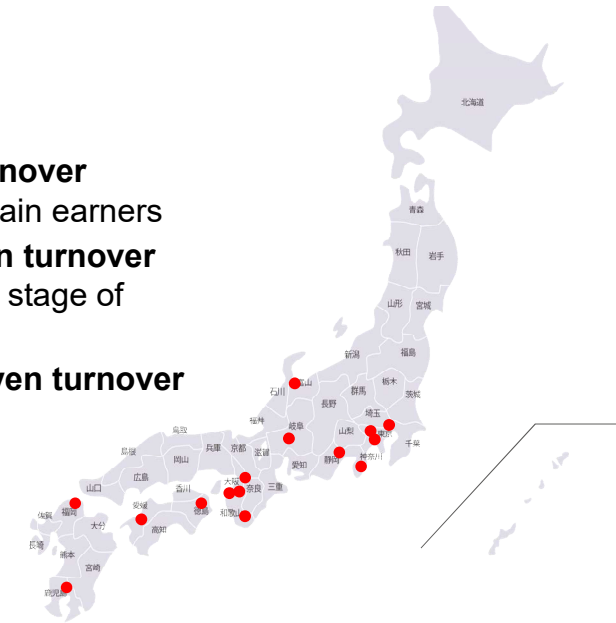 nover
ain earners
n turnover
stage of
ven turnover
北海道
青森
秋田
岩手
山形
宮城
新潟
福島
石川
富山
群馬
栃木
長野
茨城
埼玉
福井
岐阜
山梨
東京
千葉
鳥取
兵庫
京都
滋賀
愛知
静岡
神奈川
島根
岡山
広島
大阪
奈良
三重
山口
香川
徳島
和歌山
愛媛
高知
佐賀
福岡
大分
長崎
熊本
宮崎
鹿児島